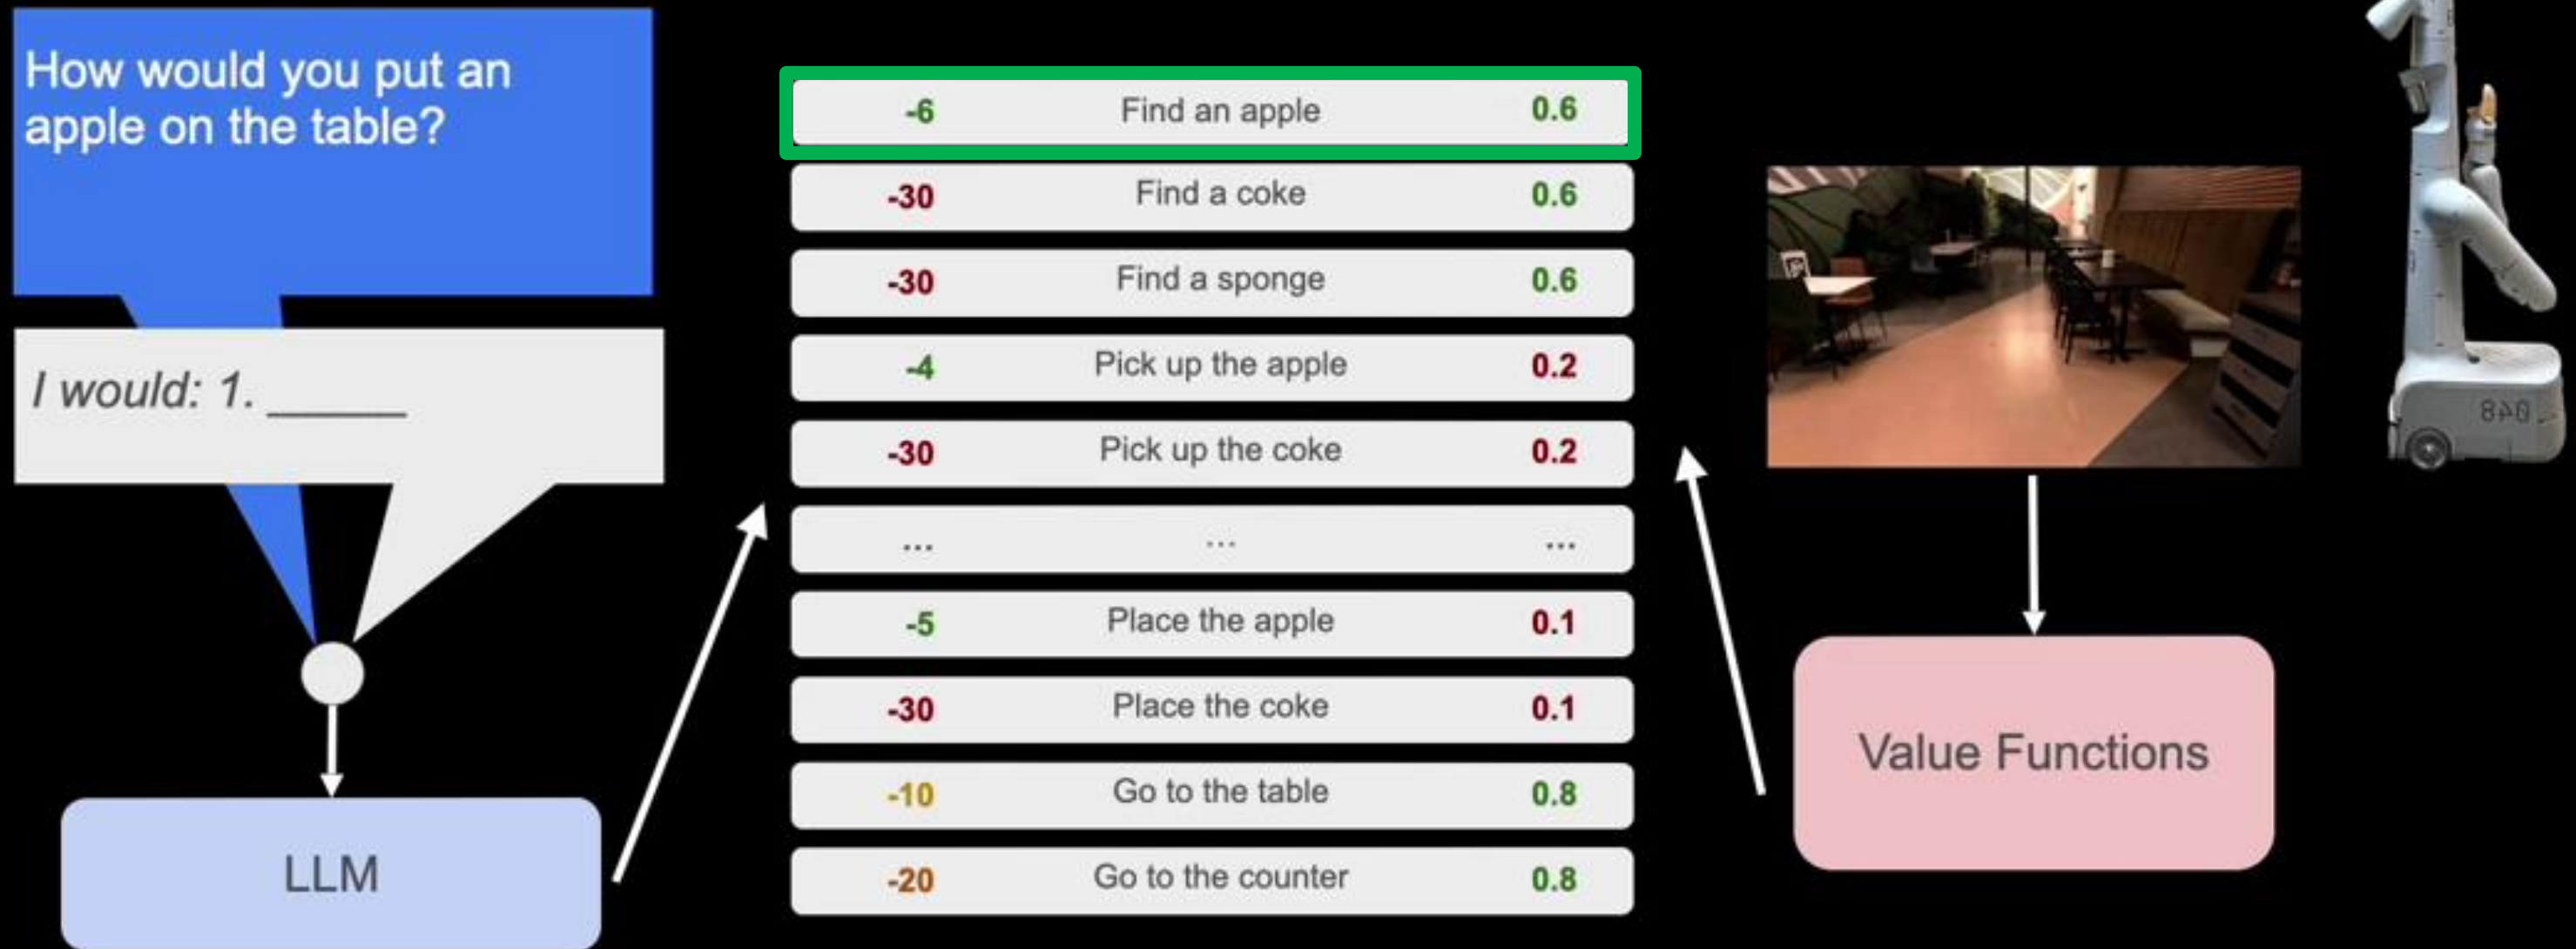 How would you put an
apple on the table?
I would: 1. _____
LLM
-6 Find an apple 0.6
-30 Find a coke 0.6
-30 Find a sponge 0.6
-4 Pick up the apple 0.2
-30 Pick up the coke 0.2
... ... ...
-5 Place the apple 0.1
-30 Place the coke 0.1
-10 Go to the table 0.8
-20 Go to the counter 0.8
Value Functions
048